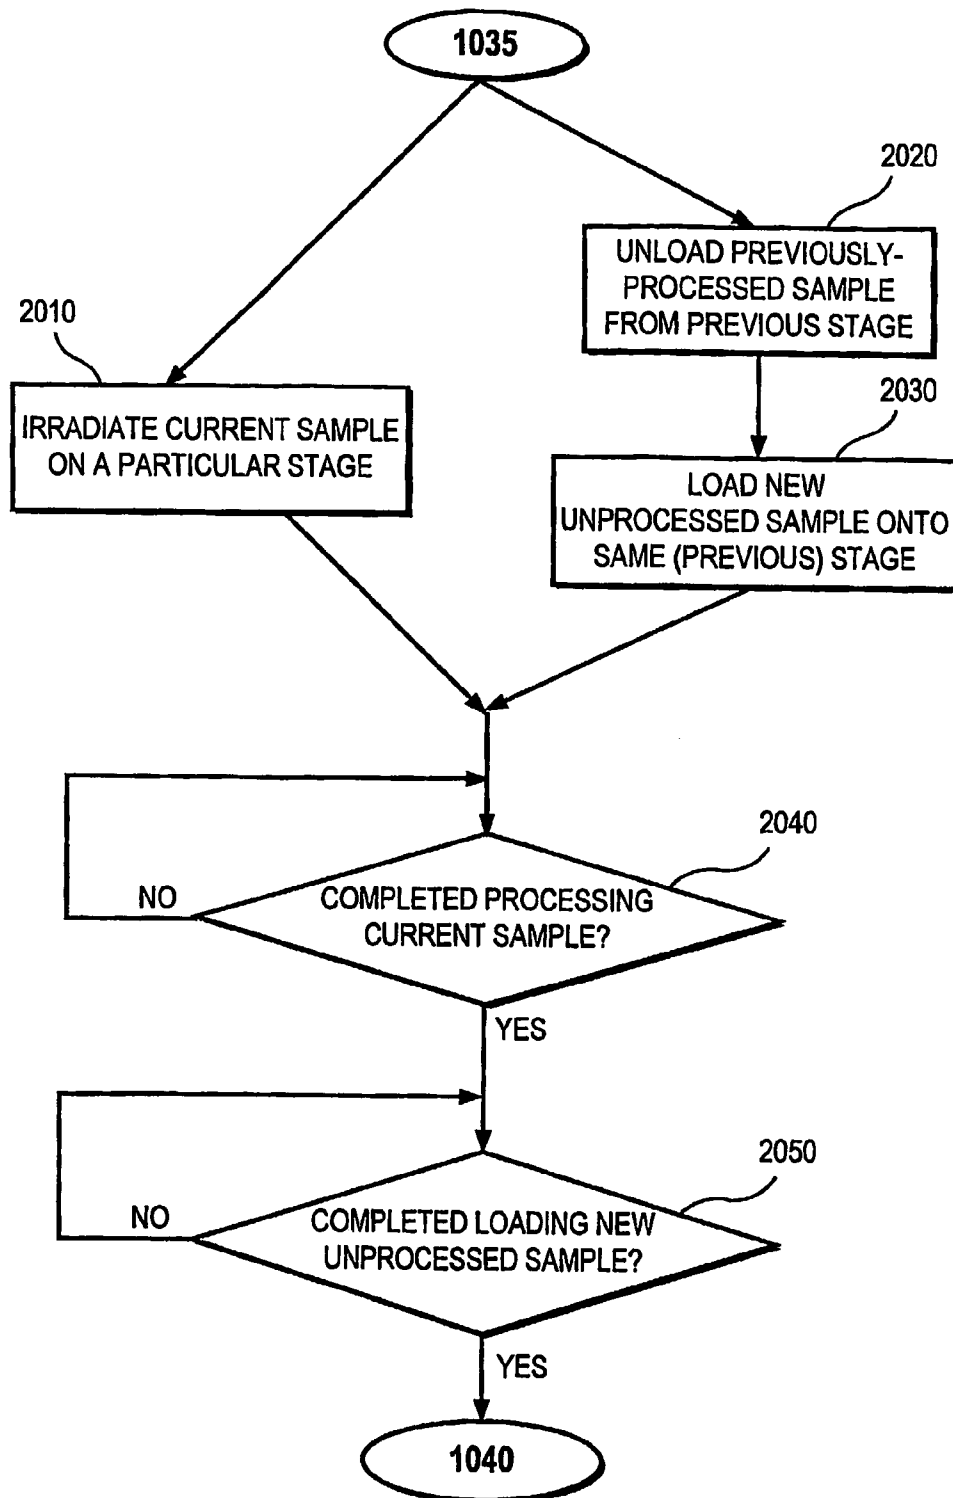 1035
2020
UNLOAD PREVIOUSLY-
PROCESSED SAMPLE
FROM PREVIOUS STAGE
2010
IRRADIATE CURRENT SAMPLE
ON A PARTICULAR STAGE
2030
LOAD NEW
UNPROCESSED SAMPLE ONTO
SAME (PREVIOUS) STAGE
2040
COMPLETED PROCESSING
CURRENT SAMPLE?
NO
YES
2050
COMPLETED LOADING NEW
UNPROCESSED SAMPLE?
NO
YES
1040